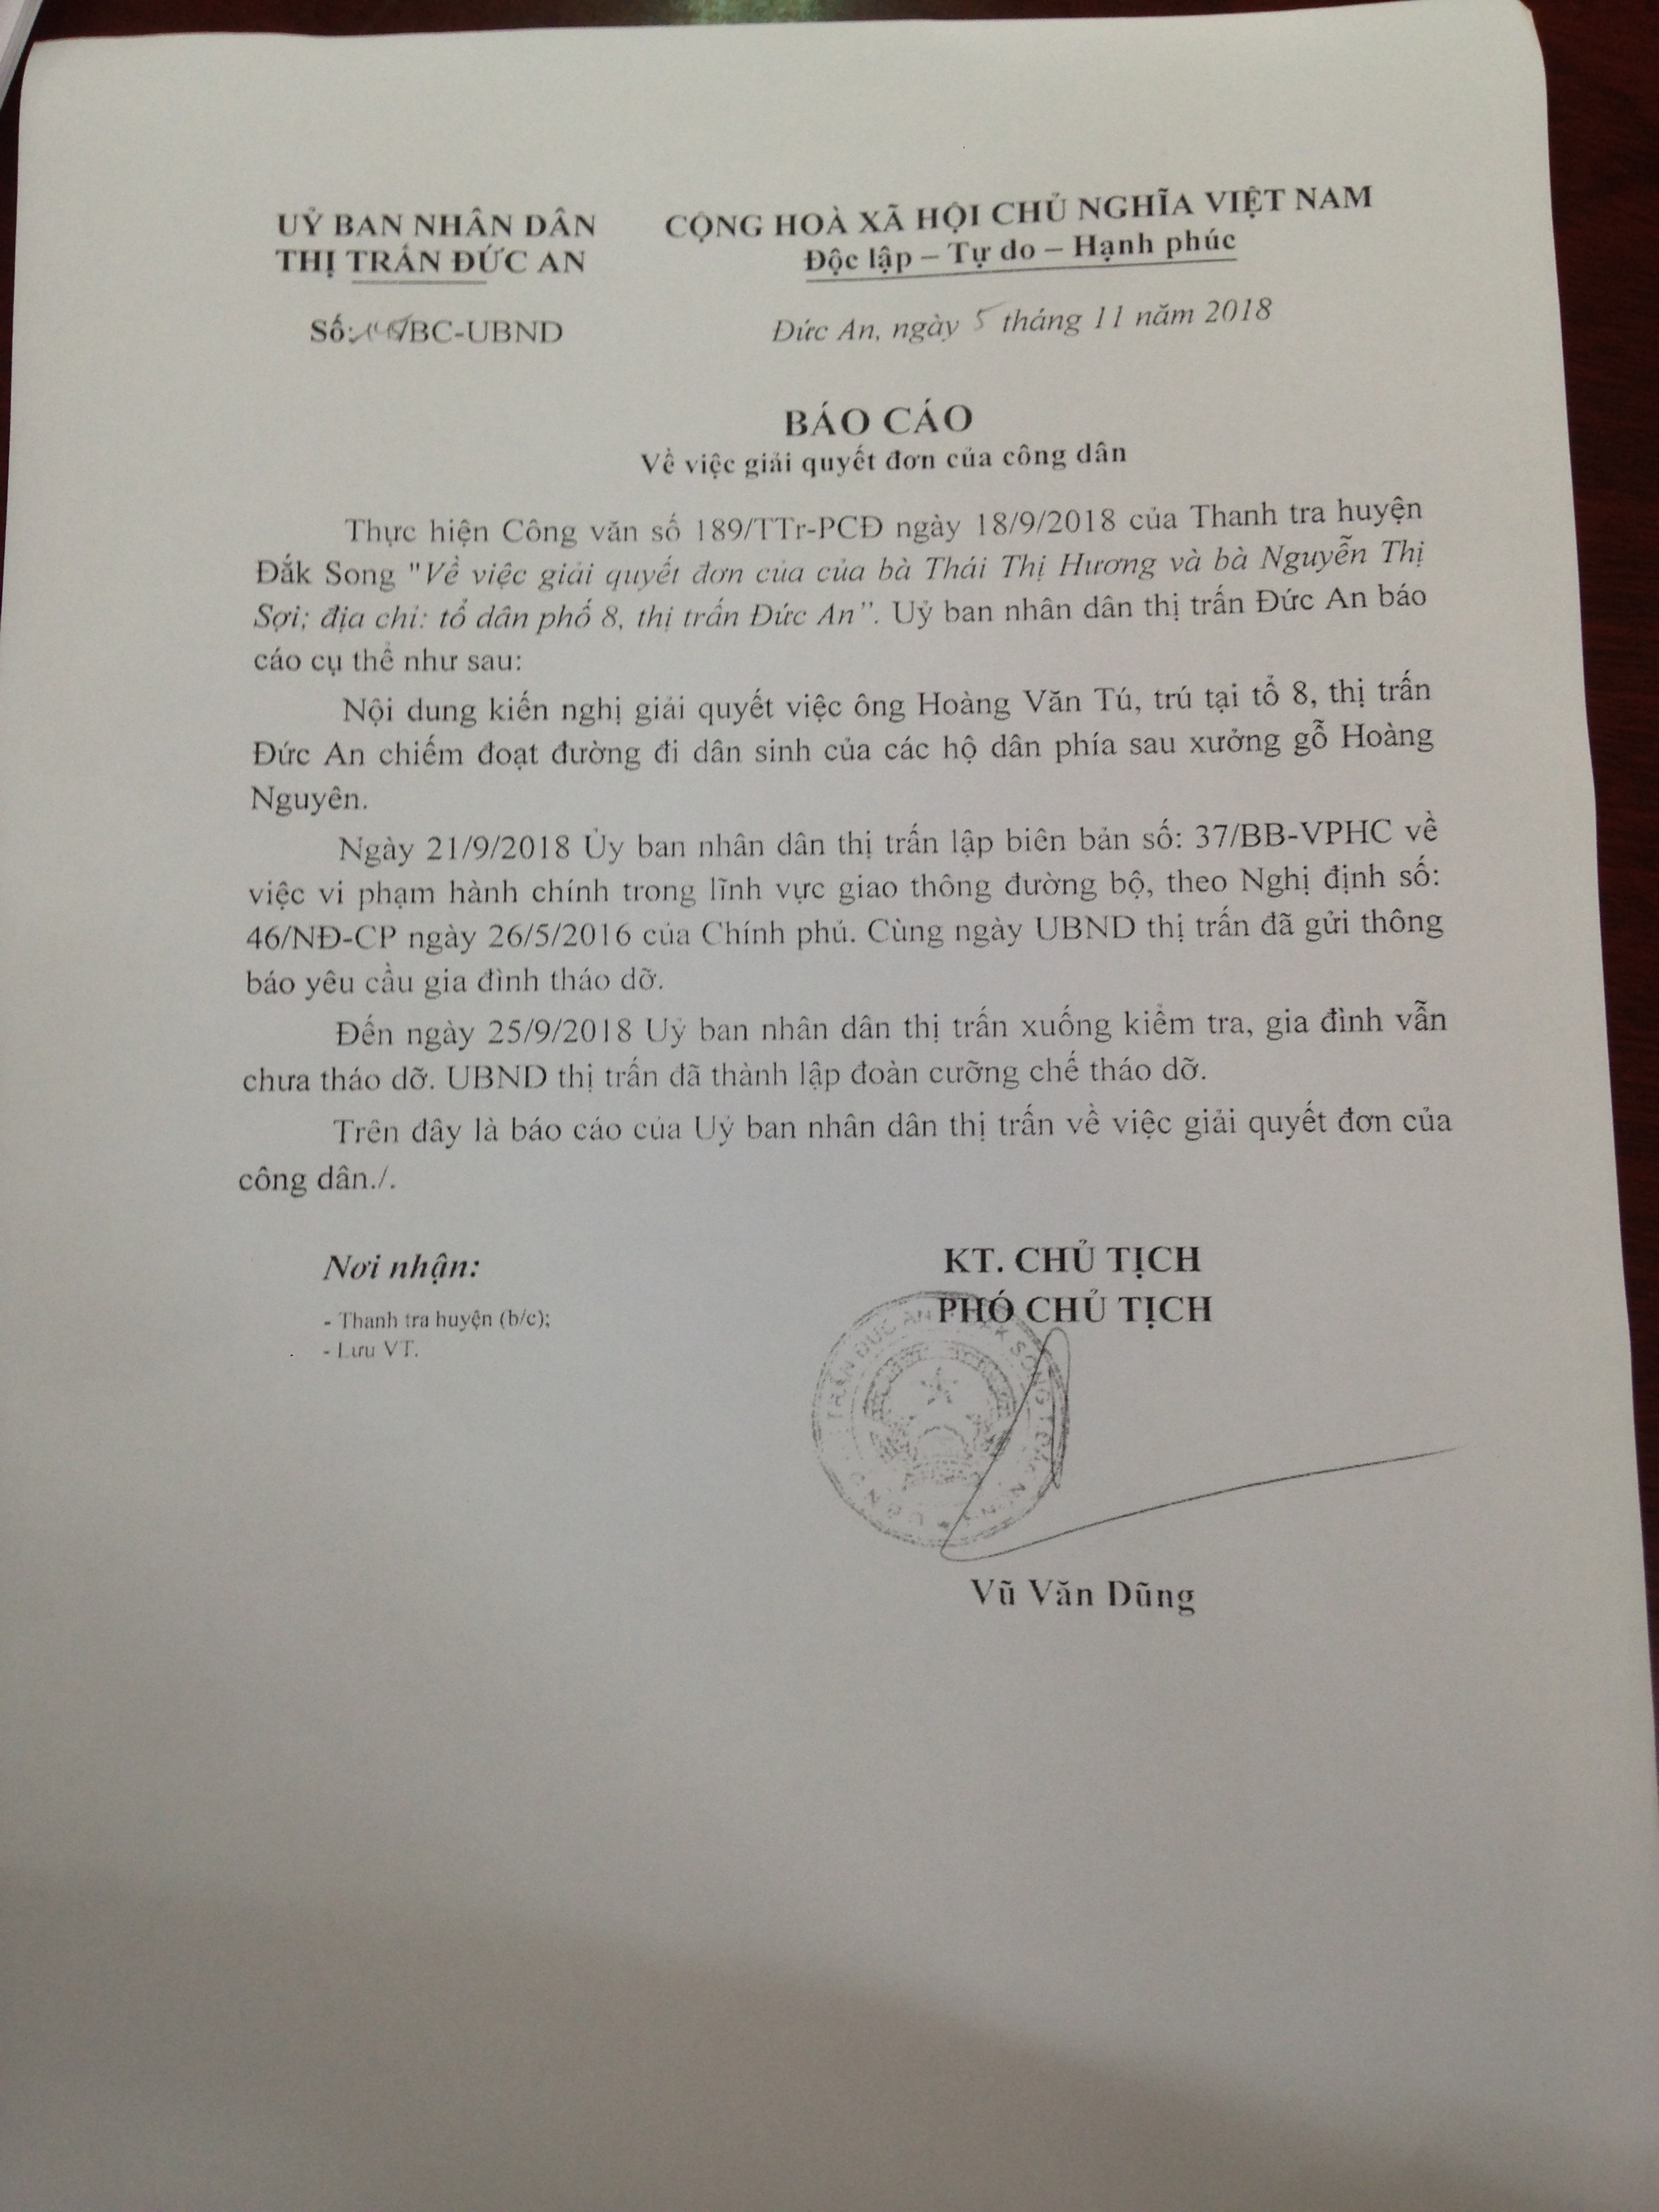 UỶ BAN NHÂN DÂN
THỊ TRẤN ĐỨC AN
CỘNG HOÀ XÃ HỘI CHỦ NGHĨA VIỆT NAM
Độc lập – Tự do – Hạnh phúc
Số: /BC-UBND
Đức An, ngày 5 tháng 11 năm 2018
BÁO CÁO
Về việc giải quyết đơn của công dân
Thực hiện Công văn số 189/TTr-PCĐ ngày 18/9/2018 của Thanh tra huyện
Đắk Song "Về việc giải quyết đơn của của bà Thái Thị Hương và bà Nguyễn Thị
Sợi; địa chỉ: tổ dân phố 8, thị trấn Đức An". Uỷ ban nhân dân thị trấn Đức An báo
cáo cụ thể như sau:
Nội dung kiến nghị giải quyết việc ông Hoàng Văn Tú, trú tại tổ 8, thị trấn
Đức An chiếm đoạt đường đi dân sinh của các hộ dân phía sau xưởng gỗ Hoàng
Nguyên.
Ngày 21/9/2018 Ủy ban nhân dân thị trấn lập biên bản số: 37/BB-VPHC về
việc vi phạm hành chính trong lĩnh vực giao thông đường bộ, theo Nghị định số:
46/NĐ-CP ngày 26/5/2016 của Chính phủ. Cùng ngày UBND thị trấn đã gửi thông
báo yêu cầu gia đình tháo dỡ.
Đến ngày 25/9/2018 Uỷ ban nhân dân thị trấn xuống kiểm tra, gia đình vẫn
chưa tháo dỡ. UBND thị trấn đã thành lập đoàn cưỡng chế tháo dỡ.
Trên đây là báo cáo của Uỷ ban nhân dân thị trấn về việc giải quyết đơn của
công dân./.
Nơi nhận:
- Thanh tra huyện (b/c);
- Lưu VT.
KT. CHỦ TỊCH
PHÓ CHỦ TỊCH
Vũ Văn Dũng